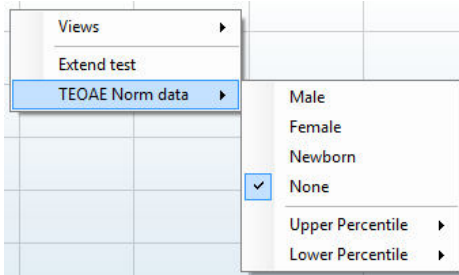 Views
Extend test
TEOAE Norm data
Male
Female
Newborn
None
Upper Percentile
Lower Percentile